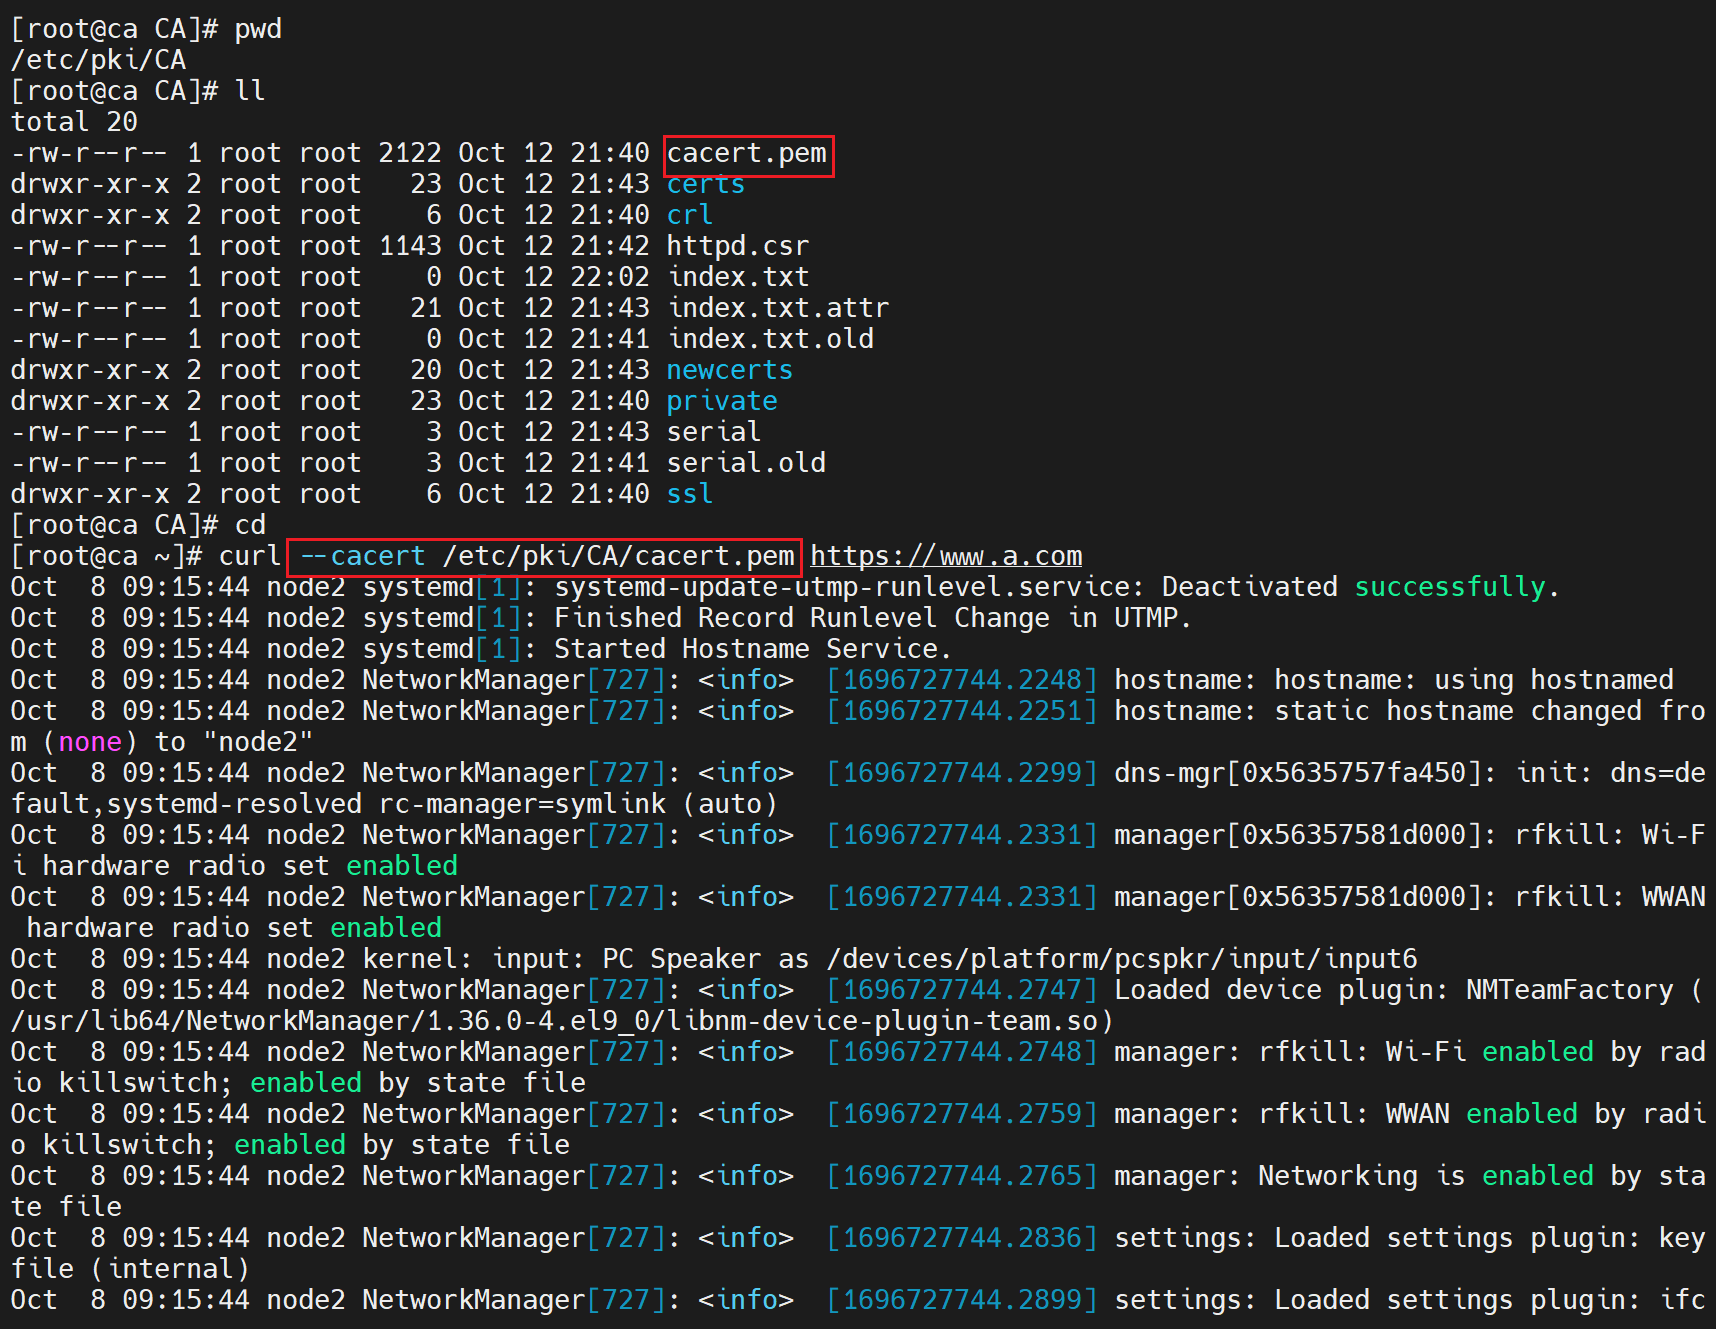 [root@ca CA]# pwd
/etc/pki/CA
[root@ca CA]# ll
total 20
-rw-r--r-- 1 root root 2122 Oct 12 21:40 cacert.pem
drwxr-xr-x 2 root root   23 Oct 12 21:43 certs
drwxr-xr-x 2 root root    6 Oct 12 21:40 crl
-rw-r--r-- 1 root root 1143 Oct 12 21:42 httpd.csr
-rw-r--r-- 1 root root    0 Oct 12 22:02 index.txt
-rw-r--r-- 1 root root   21 Oct 12 21:43 index.txt.attr
-rw-r--r-- 1 root root    0 Oct 12 21:41 index.txt.old
drwxr-xr-x 2 root root   20 Oct 12 21:43 newcerts
drwxr-xr-x 2 root root   23 Oct 12 21:40 private
-rw-r--r-- 1 root root    3 Oct 12 21:43 serial
-rw-r--r-- 1 root root    3 Oct 12 21:41 serial.old
drwxr-xr-x 2 root root    6 Oct 12 21:40 ssl
[root@ca CA]# cd
[root@ca ~]# curl --cacert /etc/pki/CA/cacert.pem https://www.a.com
Oct  8 09:15:44 node2 systemd[1]: systemd-update-utmp-runlevel.service: Deactivated successfully.
Oct  8 09:15:44 node2 systemd[1]: Finished Record Runlevel Change in UTMP.
Oct  8 09:15:44 node2 systemd[1]: Started Hostname Service.
Oct  8 09:15:44 node2 NetworkManager[727]: <info>  [1696727744.2248] hostname: hostname: using hostnamed
Oct  8 09:15:44 node2 NetworkManager[727]: <info>  [1696727744.2251] hostname: static hostname changed fro
m (none) to "node2"
Oct  8 09:15:44 node2 NetworkManager[727]: <info>  [1696727744.2299] dns-mgr[0x5635757fa450]: init: dns=de
fault,systemd-resolved rc-manager=symlink (auto)
Oct  8 09:15:44 node2 NetworkManager[727]: <info>  [1696727744.2331] manager[0x56357581d000]: rfkill: Wi-F
i hardware radio set enabled
Oct  8 09:15:44 node2 NetworkManager[727]: <info>  [1696727744.2331] manager[0x56357581d000]: rfkill: WWAN
 hardware radio set enabled
Oct  8 09:15:44 node2 kernel: input: PC Speaker as /devices/platform/pcspkr/input/input6
Oct  8 09:15:44 node2 NetworkManager[727]: <info>  [1696727744.2747] Loaded device plugin: NMTeamFactory (
/usr/lib64/NetworkManager/1.36.0-4.el9_0/libnm-device-plugin-team.so)
Oct  8 09:15:44 node2 NetworkManager[727]: <info>  [1696727744.2748] manager: rfkill: Wi-Fi enabled by rad
io killswitch; enabled by state file
Oct  8 09:15:44 node2 NetworkManager[727]: <info>  [1696727744.2759] manager: rfkill: WWAN enabled by radi
o killswitch; enabled by state file
Oct  8 09:15:44 node2 NetworkManager[727]: <info>  [1696727744.2765] manager: Networking is enabled by sta
te file
Oct  8 09:15:44 node2 NetworkManager[727]: <info>  [1696727744.2836] settings: Loaded settings plugin: key
file (internal)
Oct  8 09:15:44 node2 NetworkManager[727]: <info>  [1696727744.2899] settings: Loaded settings plugin: ifc